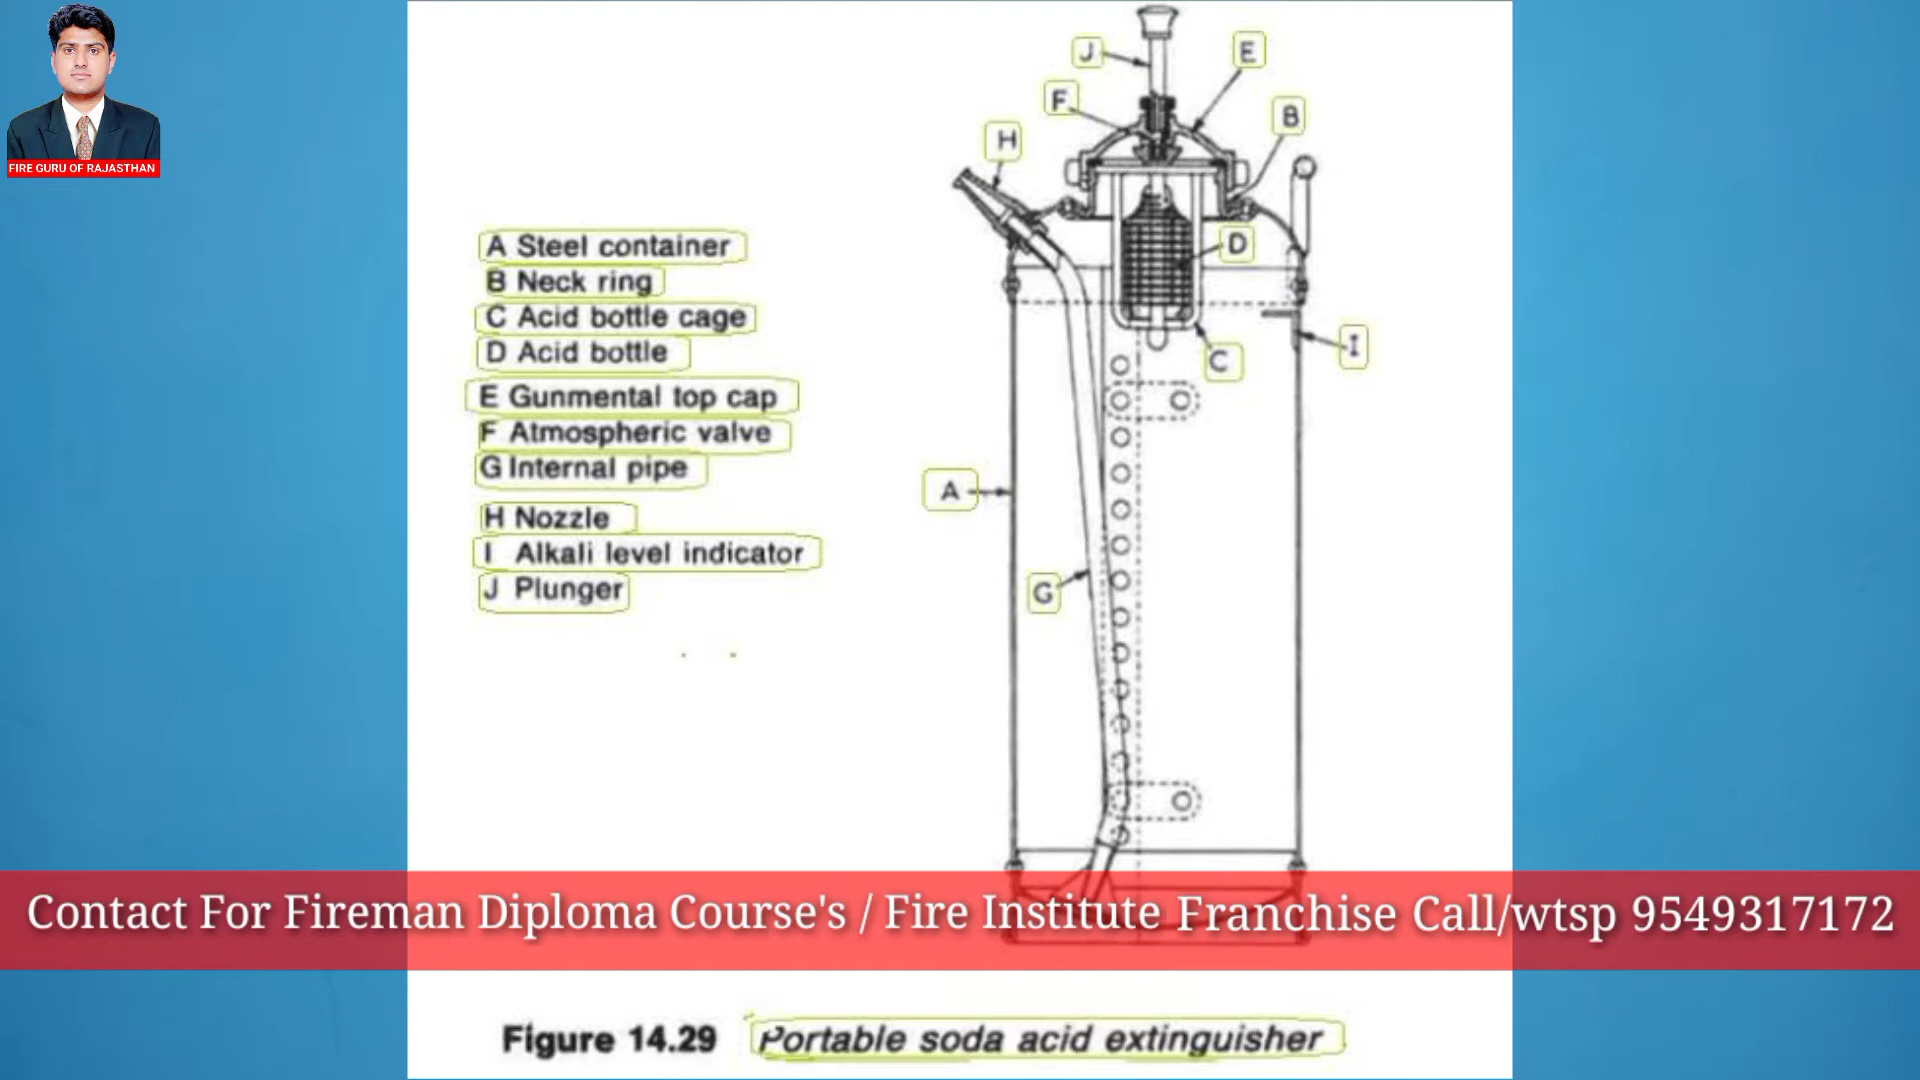 FIRE GURU OF RAJASTHAN
J
E
F
B
H
D
A Steel container
B Neck ring
C Acid bottle cage
D Acid bottle
E Gunmental top cap
F Atmospheric valve
G Internal pipe
H Nozzle
I Alkali level indicator
J Plunger
I
C
A
G
Contact For Fireman Diploma Course's / Fire Institute Franchise Call/wtsp 9549317172
Figure 14.29 Portable soda acid extinguisher